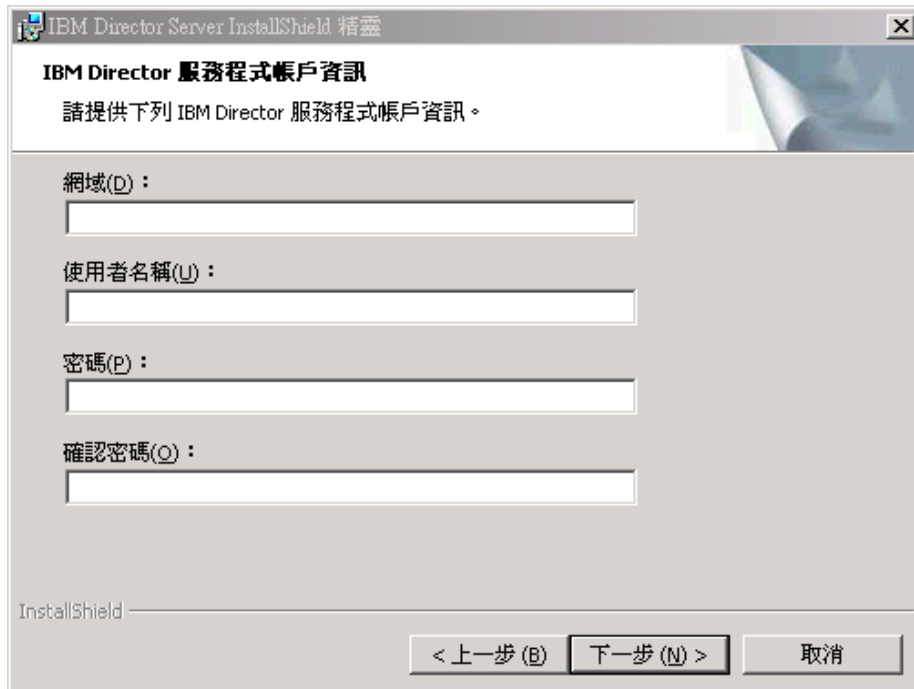 IBM Director Server InstallShield 精靈
IBM Director 服務程式帳戶資訊
請提供下列 IBM Director 服務程式帳戶資訊。
網域(D)：
使用者名稱(U)：
密碼(P)：
確認密碼(O)：
InstallShield
< 上一步 (B)
下一步 (N) >
取消